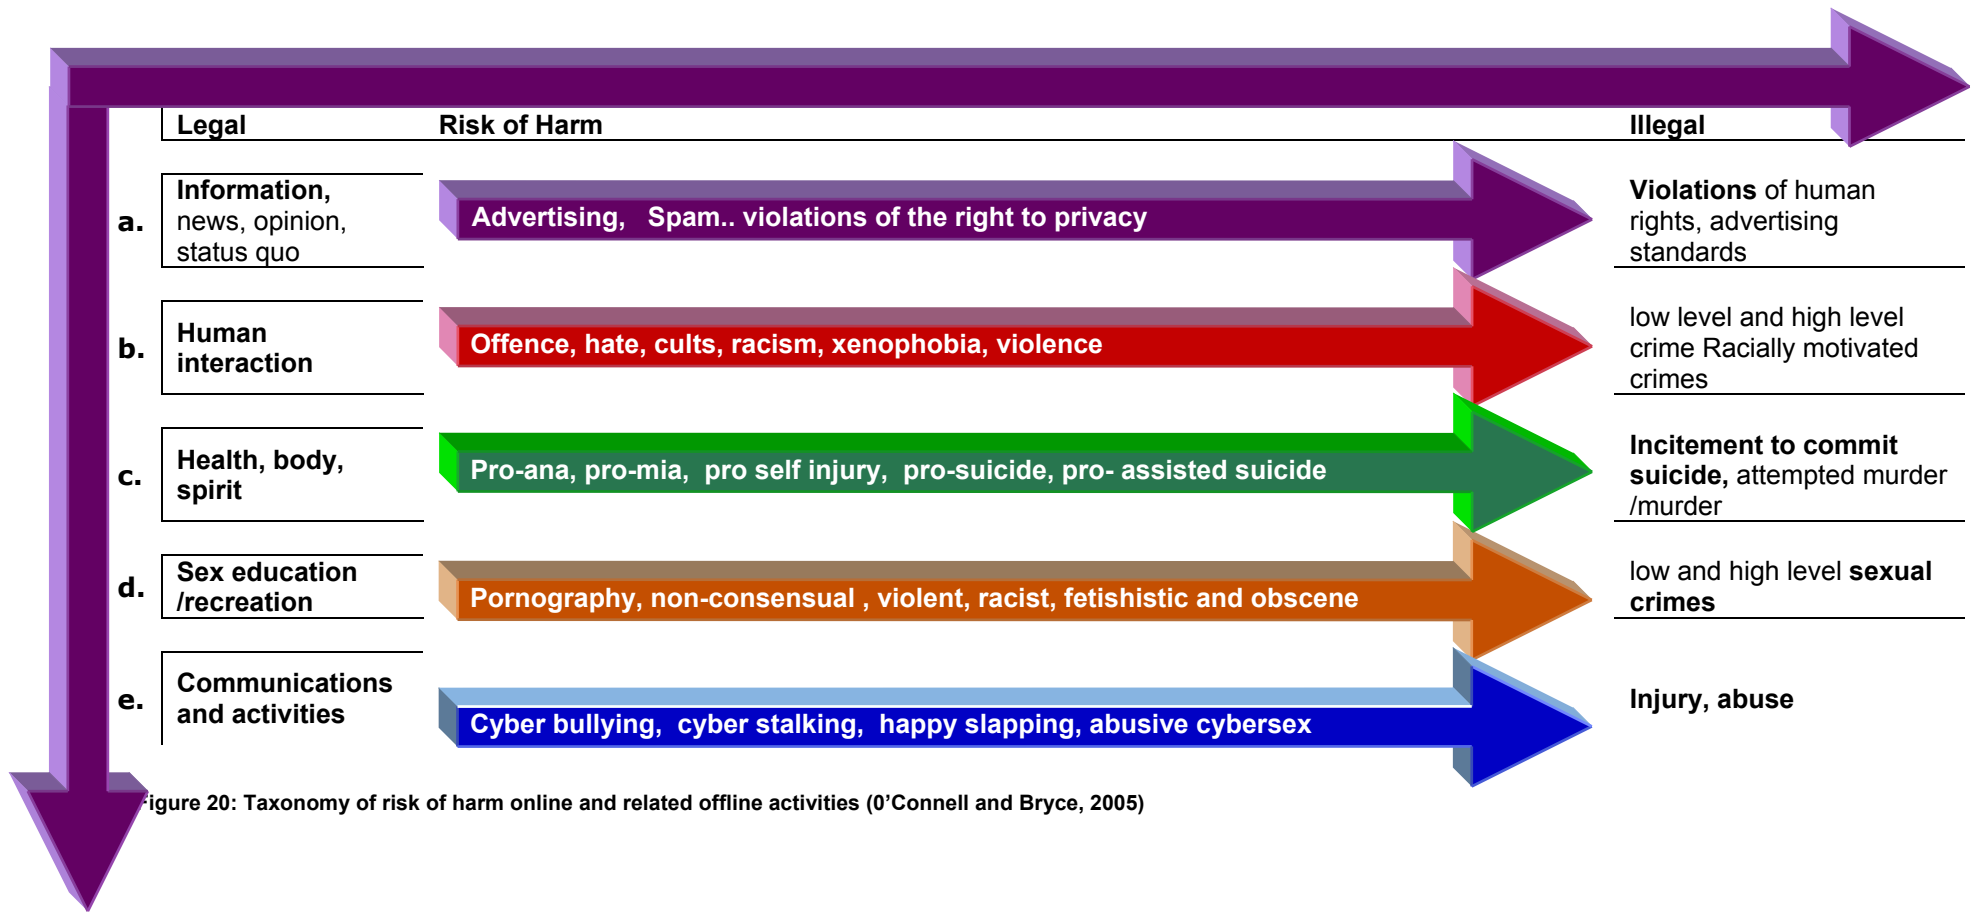 Legal Risk of Harm Illegal
a. Information,
news, opinion,
status quo
Advertising, Spam.. violations of the right to privacy
Violations of human
rights, advertising
standards
b. Human
interaction
Offence, hate, cults, racism, xenophobia, violence
low level and high level
crime Racially motivated
crimes
c. Health, body,
spirit
Pro-ana, pro-mia, pro self injury, pro-suicide, pro- assisted suicide
Incitement to commit
suicide, attempted murder
/murder
d. Sex education
/recreation
Pornography, non-consensual , violent, racist, fetishistic and obscene
low and high level sexual
crimes
e. Communications
and activities
Cyber bullying, cyber stalking, happy slapping, abusive cybersex
Injury, abuse
igure 20: Taxonomy of risk of harm online and related offline activities (0’Connell and Bryce, 2005)